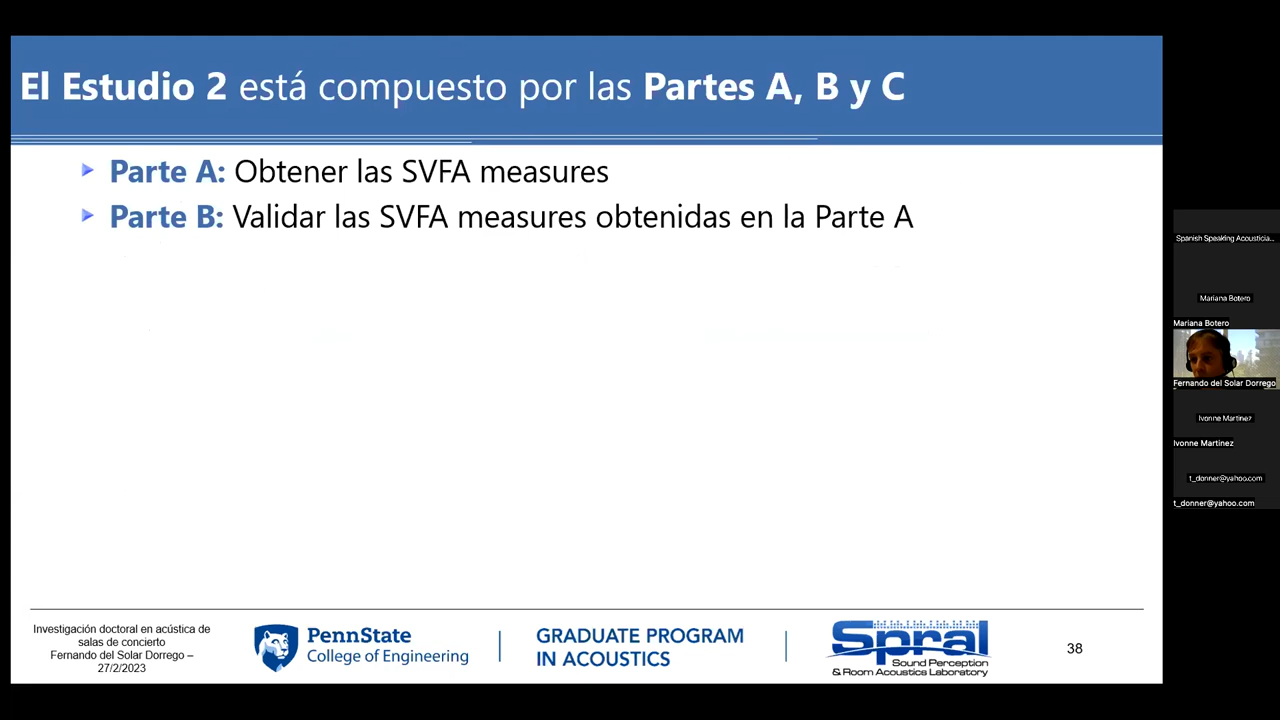 El Estudio 2 está compuesto por las Partes A, B y C
Parte A: Obtener las SVFA measures
Parte B: Validar las SVFA measures obtenidas en la Parte A
Investigación doctoral en acústica de
salas de concierto
Fernando del Solar Dorrego –
27/2/2023
PennState
College of Engineering
GRADUATE PROGRAM
IN ACOUSTICS
Spral
Sound Perception
& Room Acoustics Laboratory
38
Spanish Speaking Acousticia...
Mariana Botero
Mariana Botero
Fernando del Solar Dorrego
Ivonne Martinez
Ivonne Martinez
t_donner@yahoo.com
t_donner@yahoo.com